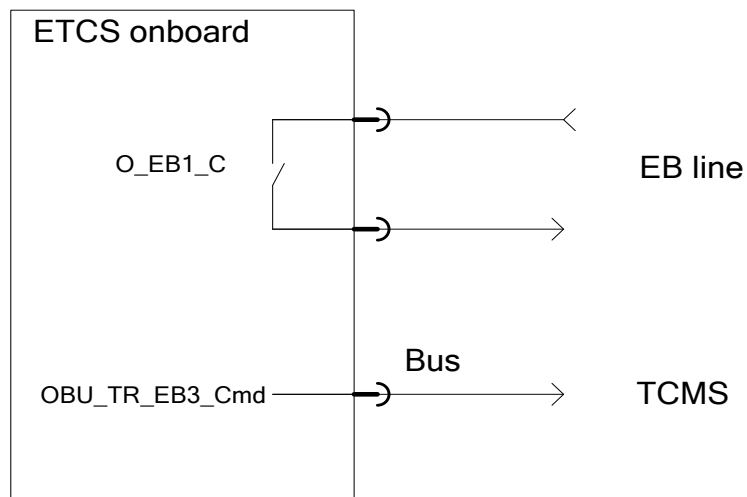 ETCS onboard
O_EB1_C
EB line
Bus
OBU_TR_EB3_Cmd
TCMS